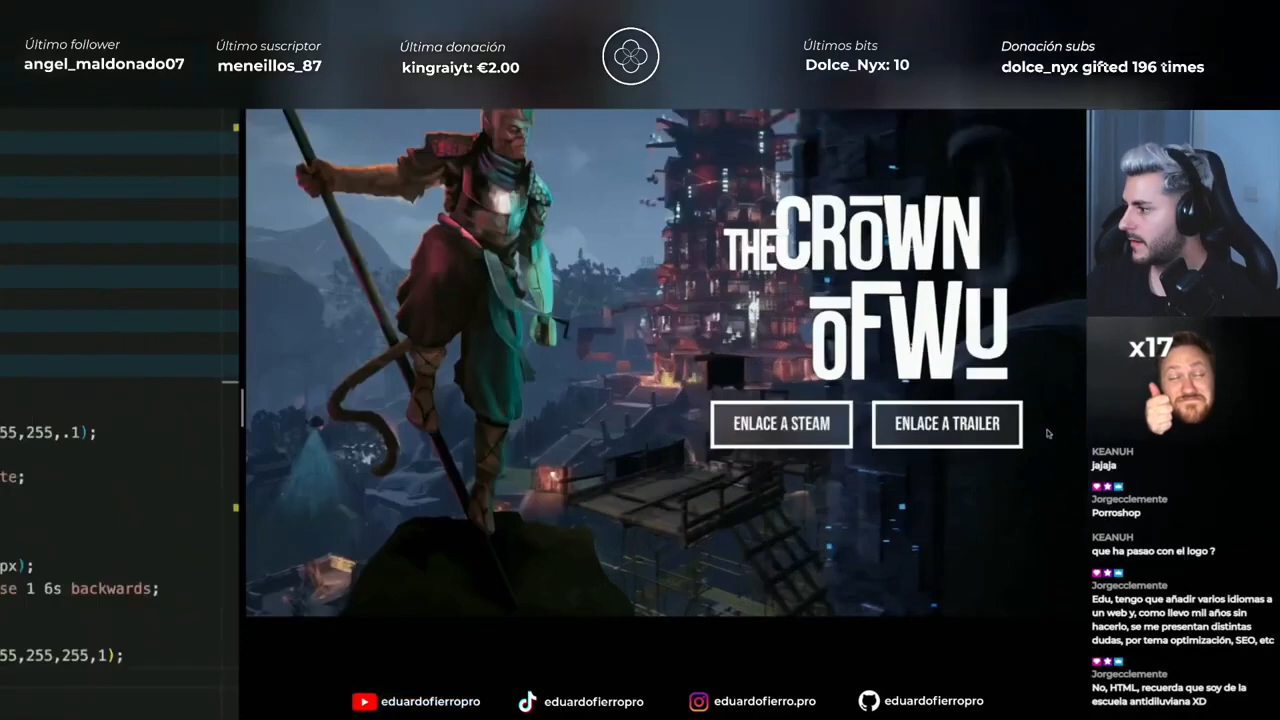 Último follower
angel_maldonado07
Último suscriptor
meneillos_87
Última donación
kingraiyt: €2.00
Últimos bits
Dolce_Nyx: 10
Donación subs
dolce_nyx gifted 196 times
55,255,.1);
te;
px);
se 1 6s backwards;
55,255,255,1);
THE CRŌWN
ŌF WU
ENLACE A STEAM
ENLACE A TRAILER
x17
KEANUH
jajaja
Jorgecclemente
Porroshop
KEANUH
que ha pasao con el logo ?
Jorgecclemente
Edu, tengo que añadir varios idiomas a
un web y, como llevo mil años sin
hacerlo, se me presentan distintas
dudas, por tema optimización, SEO, etc
Jorgecclemente
No, HTML, recuerda que soy de la
escuela antidiluviana XD
eduardofierropro
eduardofierropro
eduardofierro.pro
eduardofierropro